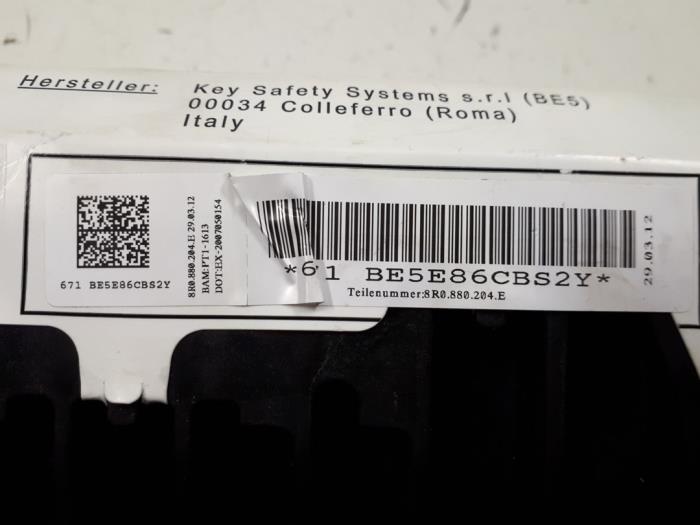 Hersteller: Key Safety Systems s.r.l (BE5)
00034 Colleferro (Roma)
Italy
671 BE5E86CBS2Y
8R0.880.204.E 29.03.12
BAM:PT1-1613
DOT:EX-2007050154
*61 BE5E86CBS2Y*
Teilenummer:8R0.880.204.E
29.03.12